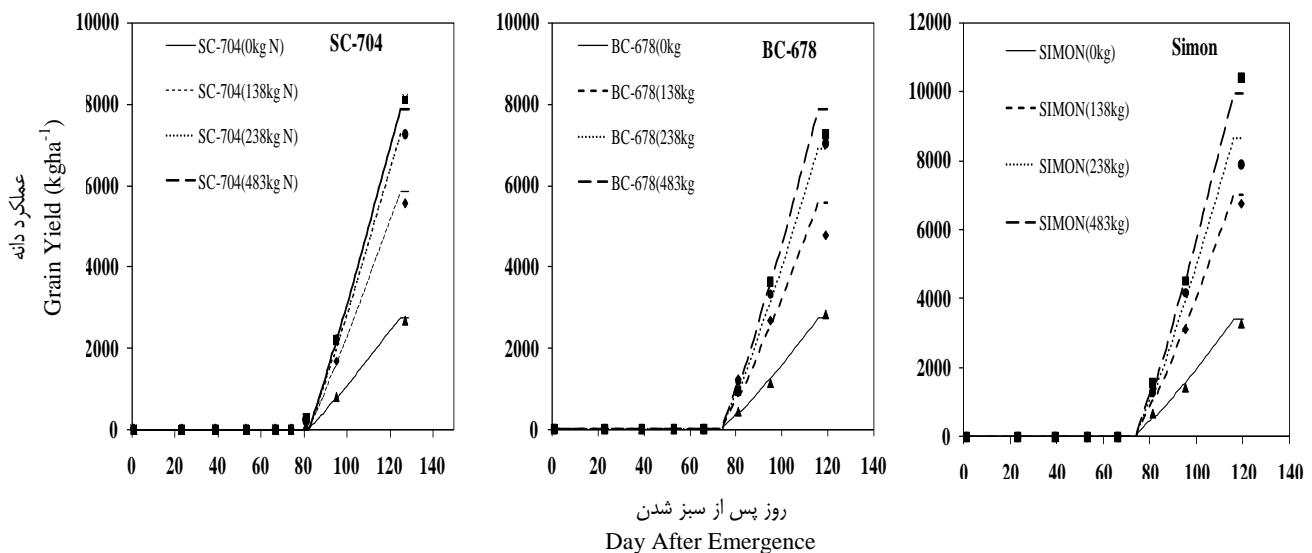 عملکرد دانه
Grain Yield (kgha⁻¹)
10000
8000
6000
4000
2000
0
SC-704
SC-704(0kg N)
SC-704(138kg N)
SC-704(238kg N)
SC-704(483kg N)
0 20 40 60 80 100 120 140
10000
8000
6000
4000
2000
0
BC-678
BC-678(0kg
BC-678(138kg
BC-678(238kg
BC-678(483kg
0 20 40 60 80 100 120 140
12000
10000
8000
6000
4000
2000
0
Simon
SIMON(0kg)
SIMON(138kg)
SIMON(238kg)
SIMON(483kg)
0 20 40 60 80 100 120 140
روز پس از سبز شدن
Day After Emergence